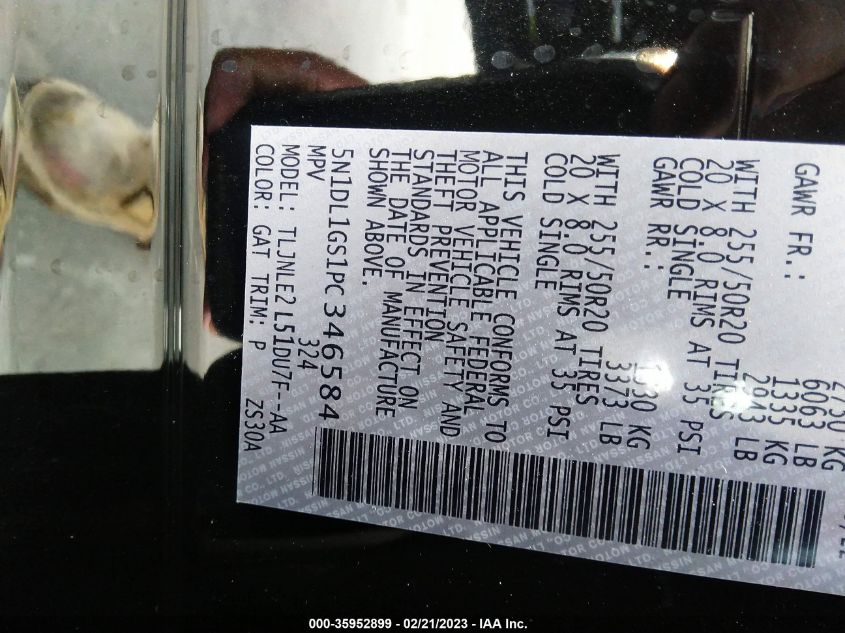 2750 KG
6063 LB
GAWR FR.: 1335 KG
2943 LB
WITH 255/50R20 TIRES
20 X 8.0 RIMS AT 35 PSI
COLD SINGLE
GAWR RR.: 1530 KG
3373 LB
WITH 255/50R20 TIRES
20 X 8.0 RIMS AT 35 PSI
COLD SINGLE
THIS VEHICLE CONFORMS TO
ALL APPLICABLE FEDERAL
MOTOR VEHICLE SAFETY AND
THEFT PREVENTION
STANDARDS IN EFFECT ON
THE DATE OF MANUFACTURE
SHOWN ABOVE.
5N1DL1GS1PC346584
MPV 324
MODEL: TLJNLE2 L51DU7F--AA
COLOR: GAT TRIM: P ZS30A
000-35952899 - 02/21/2023 - IAA Inc.